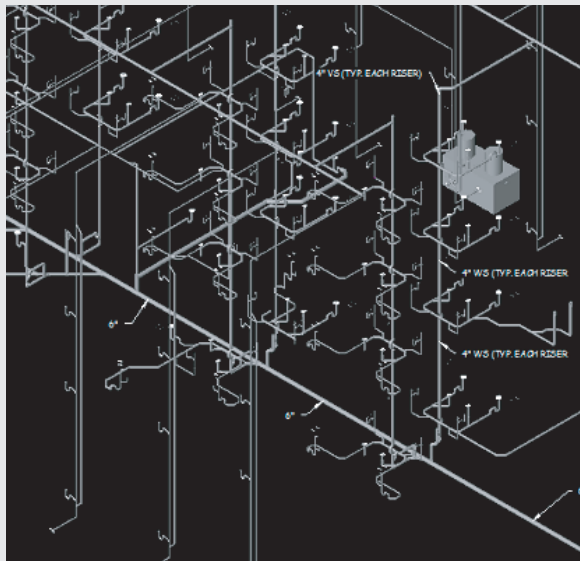 4" VS (TYP. EACH RISER)
4" WS (TYP. EACH RISER
4" WS (TYP. EACH RISER
6"
6"